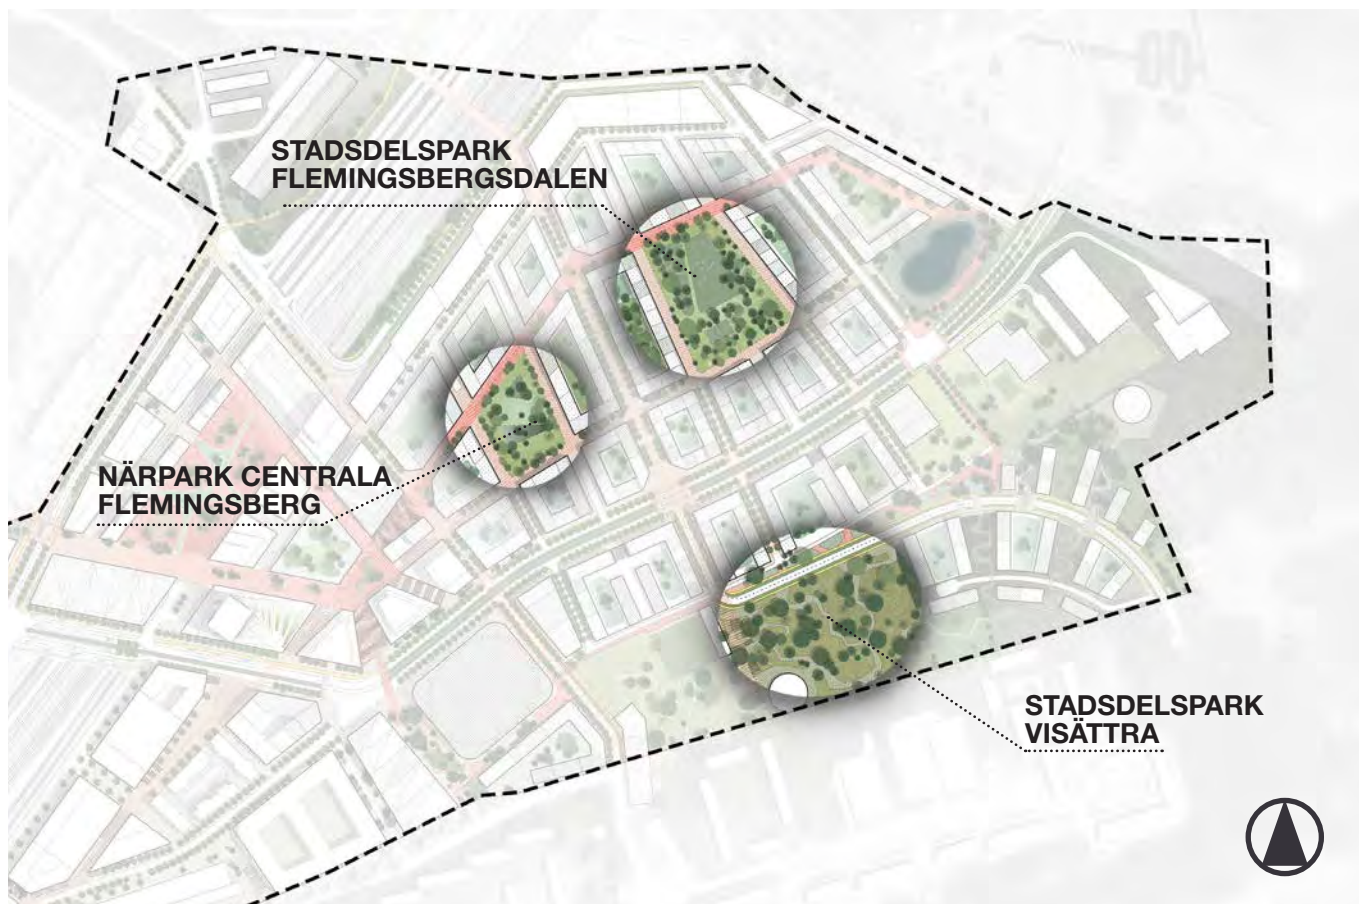 STADSDELSPARK
FLEMINGSBERGSDALEN
NÄRPARK CENTRALA
FLEMINGSBERG
STADSDELSPARK
VISÄTTRA